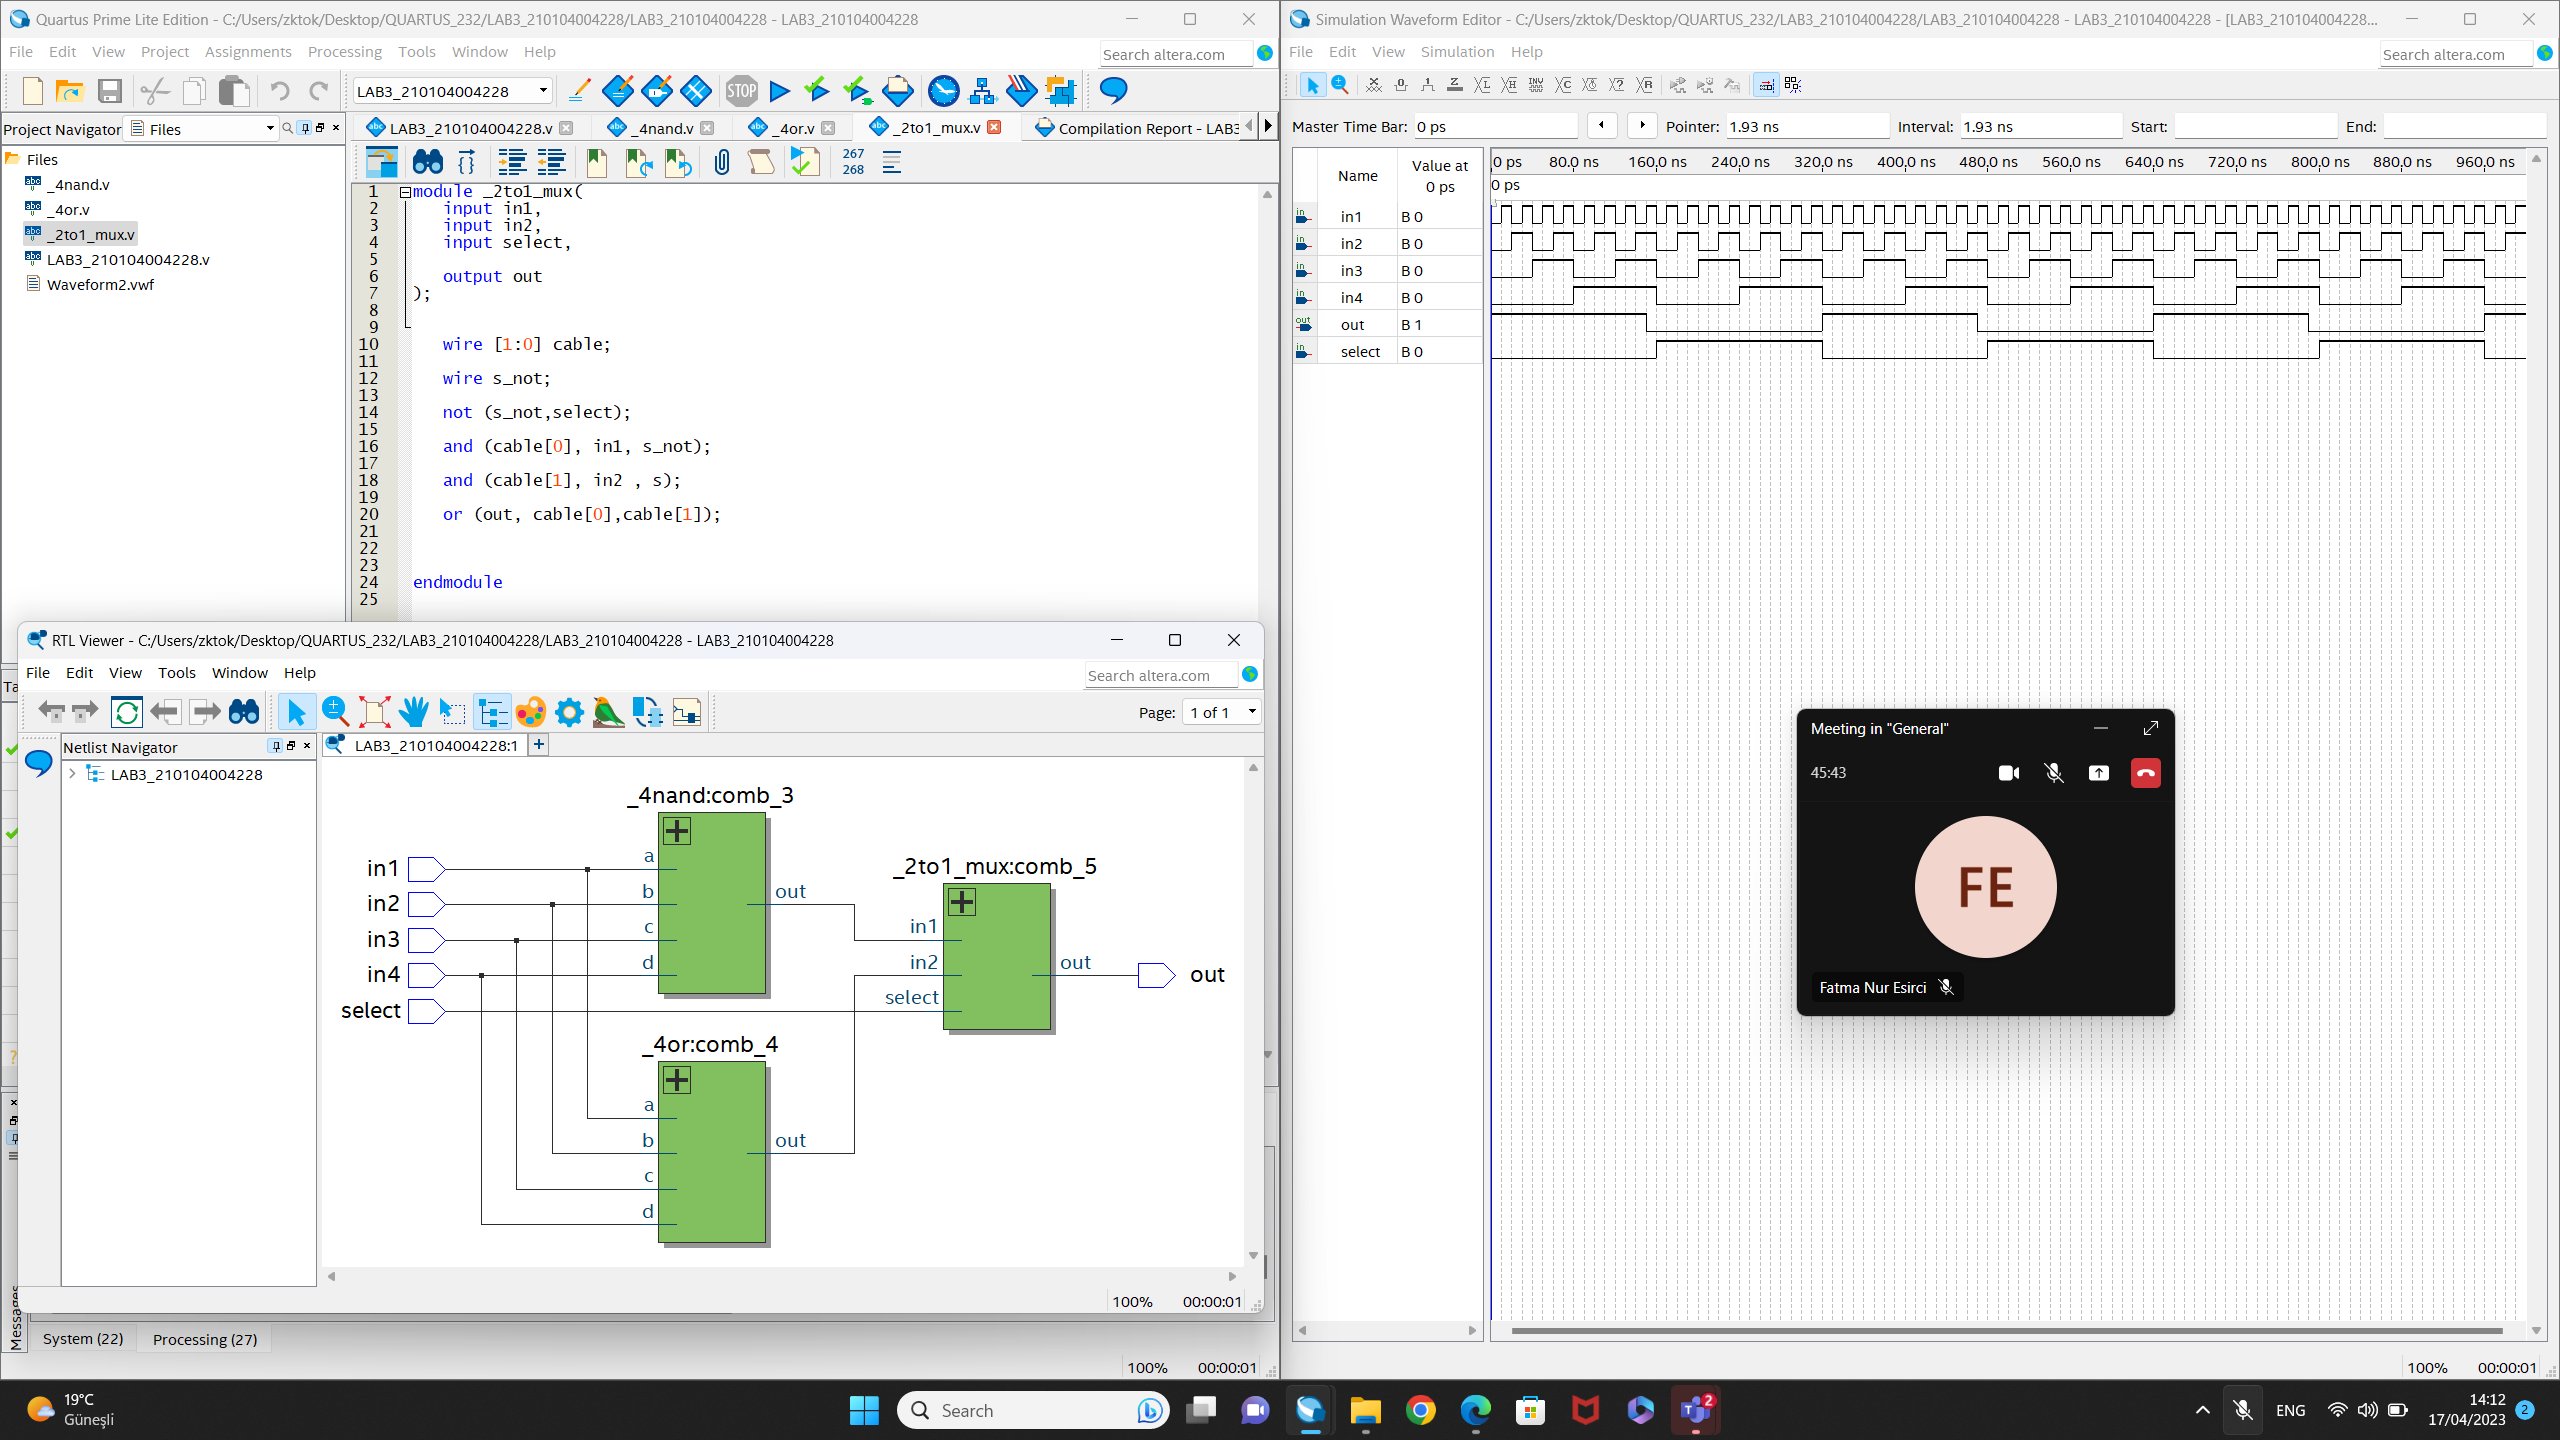 Quartus Prime Lite Edition - C:/Users/zktok/Desktop/QUARTUS_232/LAB3_210104004228/LAB3_210104004228 - LAB3_210104004228
File Edit View Project Assignments Processing Tools Window Help
Search altera.com
STOP
LAB3_210104004228
267
268
Project Navigator
Files
Files
_4nand.v
_4or.v
_2to1_mux.v
LAB3_210104004228.v
Waveform2.vwf
LAB3_210104004228.v
_4nand.v
_4or.v
_2to1_mux.v
Compilation Report - LAB3
1 module _2to1_mux(
2 input in1,
3 input in2,
4 input select,
5
6 output out
7 );
8
9
10 wire [1:0] cable;
11
12 wire s_not;
13
14 not (s_not,select);
15
16 and (cable[0], in1, s_not);
17
18 and (cable[1], in2 , s);
19
20 or (out, cable[0],cable[1]);
21
22
23
24 endmodule
25
RTL Viewer - C:/Users/zktok/Desktop/QUARTUS_232/LAB3_210104004228/LAB3_210104004228 - LAB3_210104004228
File Edit View Tools Window Help
Search altera.com
Page: 1 of 1
Netlist Navigator
LAB3_210104004228
LAB3_210104004228:1
_4nand:comb_3
a
b
c
d
out
in1
in2
in3
in4
select
_2to1_mux:comb_5
in1
in2
select
out
out
_4or:comb_4
a
b
c
d
out
100% 00:00:01
Messages
System (22)
Processing (27)
100% 00:00:01
Simulation Waveform Editor - C:/Users/zktok/Desktop/QUARTUS_232/LAB3_210104004228/LAB3_210104004228 - LAB3_210104004228 - [LAB3_210104004228...
File Edit View Simulation Help
Search altera.com
Master Time Bar: 0 ps
Pointer: 1.93 ns
Interval: 1.93 ns
Start:
End:
Name
Value at
0 ps
0 ps 80.0 ns 160.0 ns 240.0 ns 320.0 ns 400.0 ns 480.0 ns 560.0 ns 640.0 ns 720.0 ns 800.0 ns 880.0 ns 960.0 ns
0 ps
in1 B 0
in2 B 0
in3 B 0
in4 B 0
out B 1
select B 0
Meeting in "General"
45:43
FE
Fatma Nur Esirci
100% 00:00:01
19°C
Güneşli
Search
2
ENG
14:12
17/04/2023
2